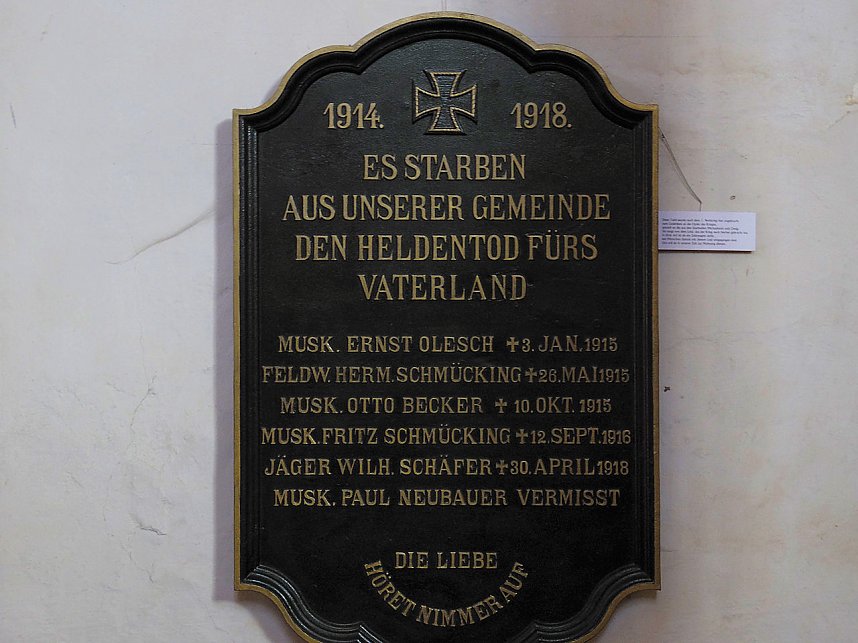 1914. 1918.
ES STARBEN
AUS UNSERER GEMEINDE
DEN HELDENTOD FÜRS
VATERLAND
MUSK. ERNST OLESCH ✝ 3. JAN. 1915
FELDW. HERM. SCHMÜCKING ✝ 26. MAI 1915
MUSK. OTTO BECKER ✝ 10. OKT. 1915
MUSK. FRITZ SCHMÜCKING ✝ 12. SEPT. 1916
JÄGER WILH. SCHÄFER ✝ 30. APRIL 1918
MUSK. PAUL NEUBAUER VERMISST
DIE LIEBE
HÖRET NIMMER AUF